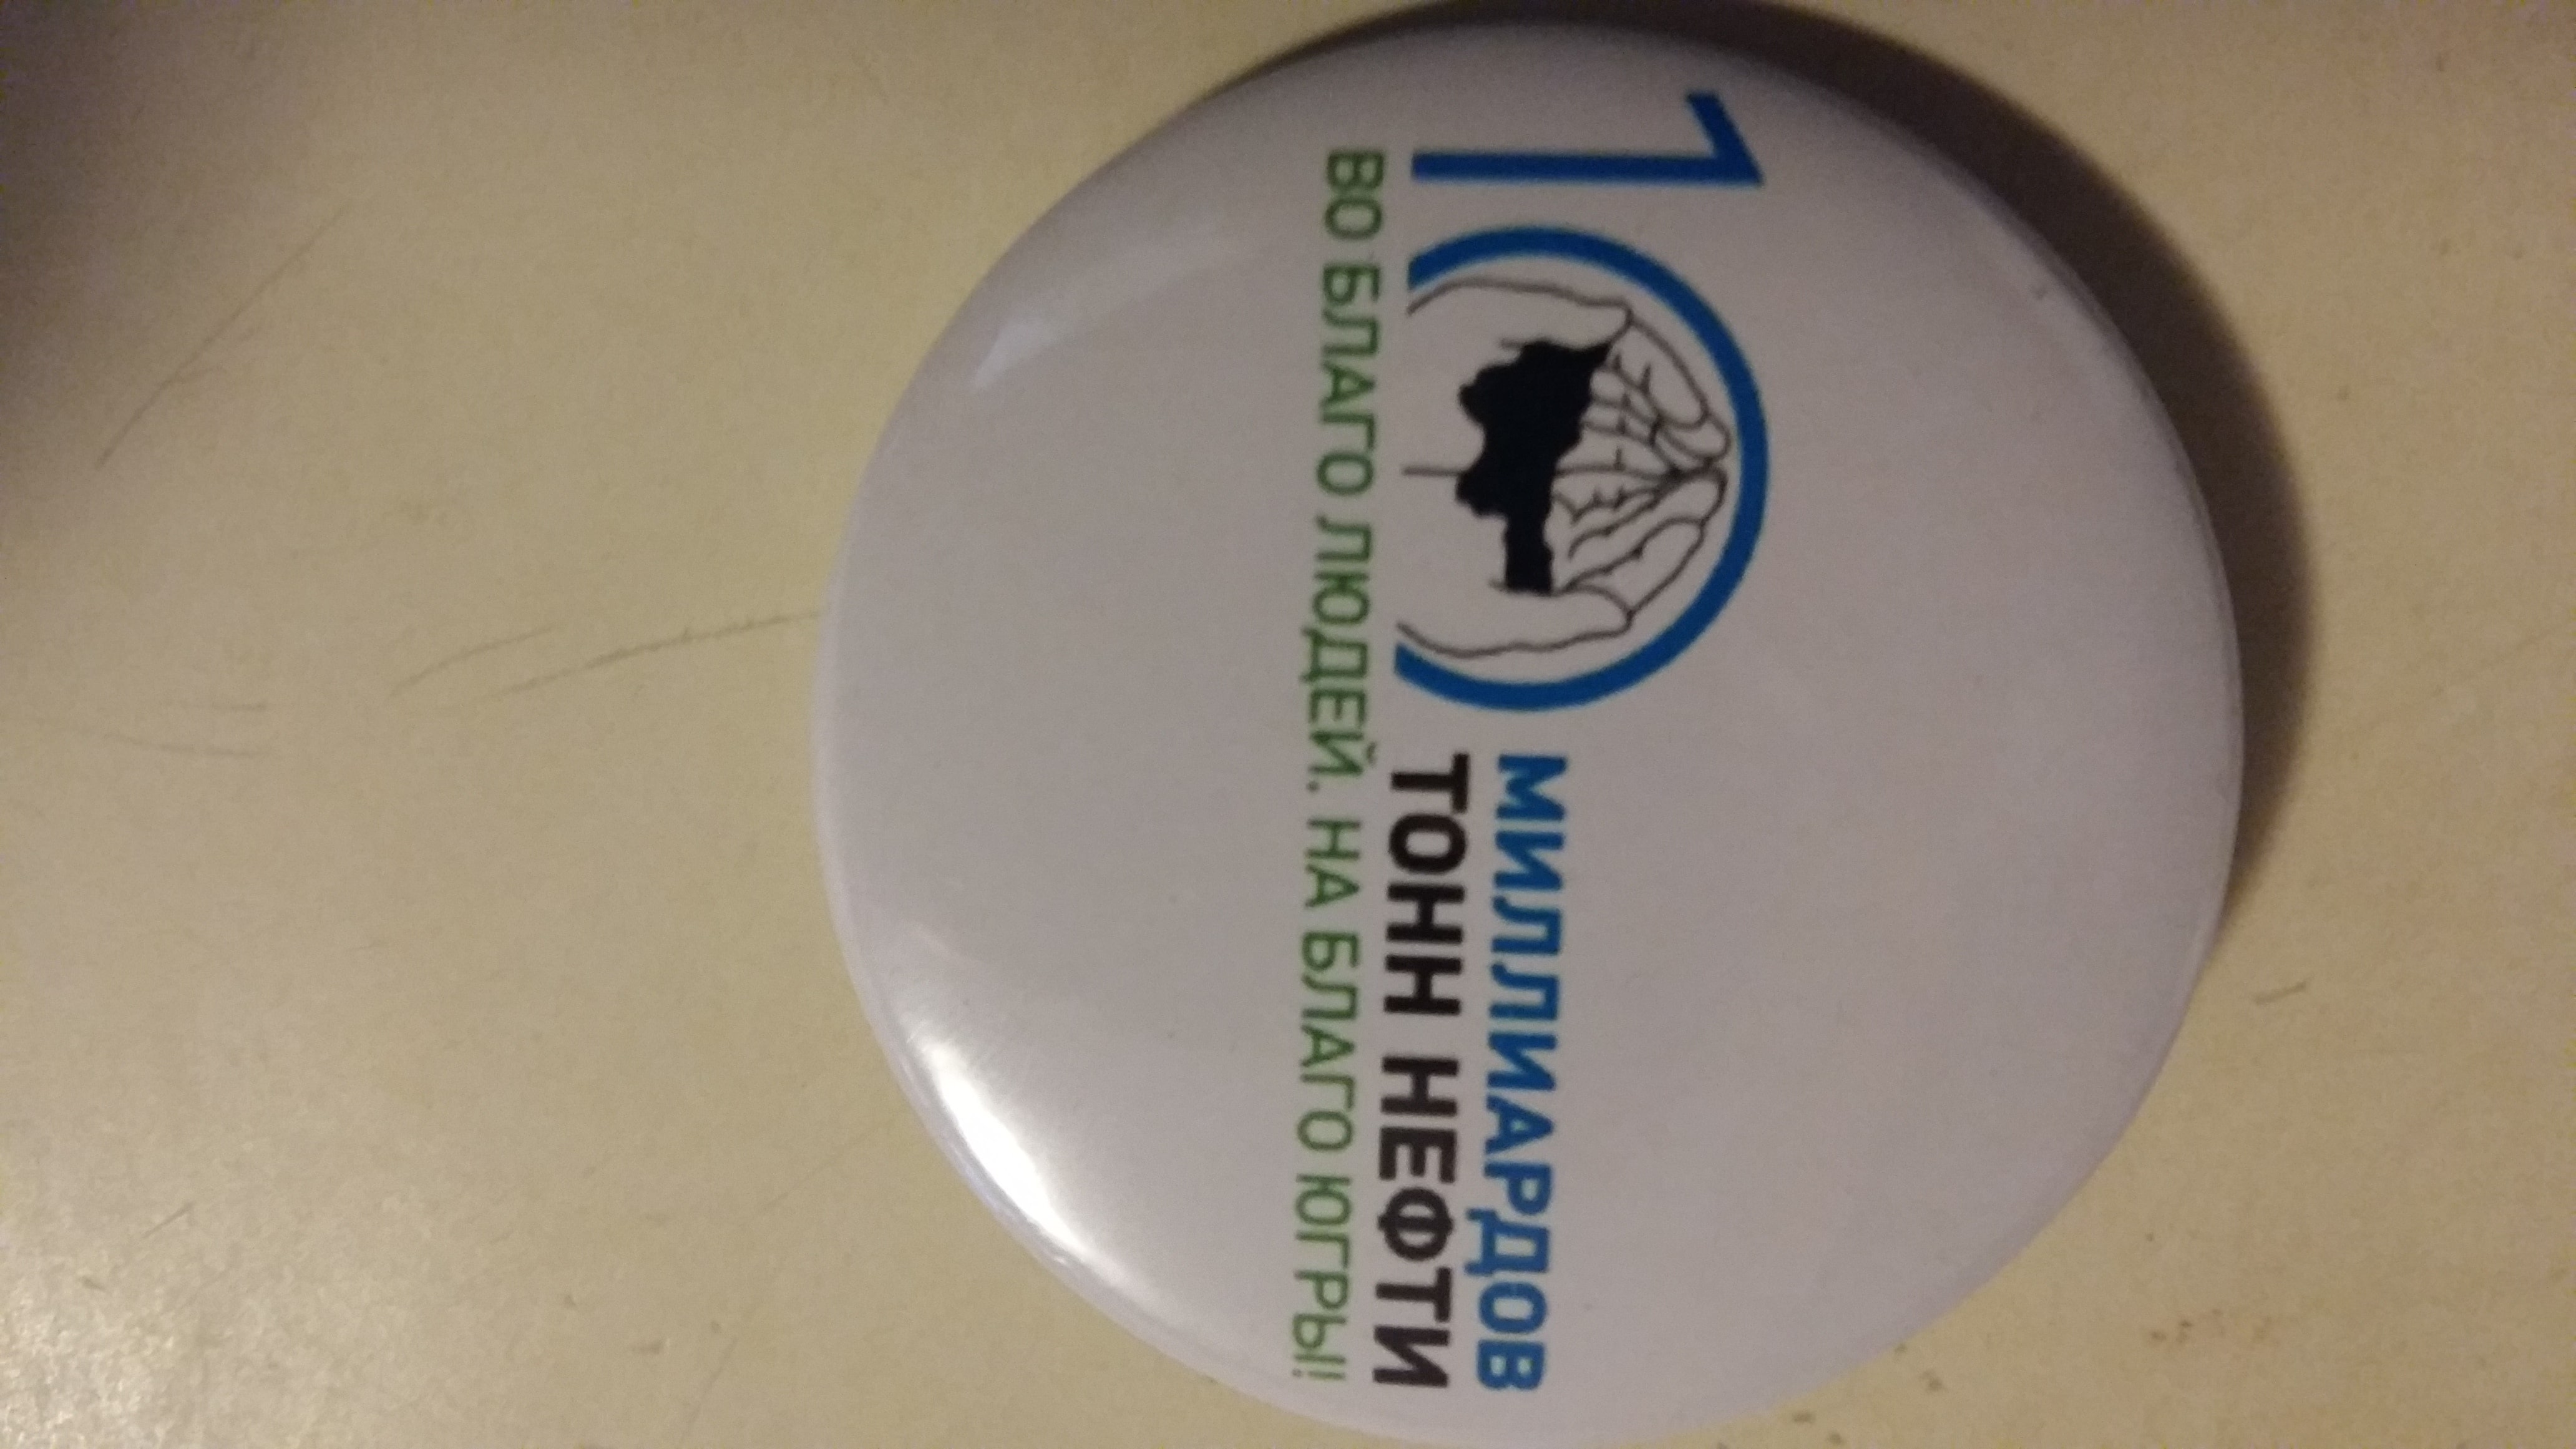 10 МИЛЛИАРДОВ
ТОНН НЕФТИ
ВО БЛАГО ЛЮДЕЙ. НА БЛАГО ЮГРЫ!